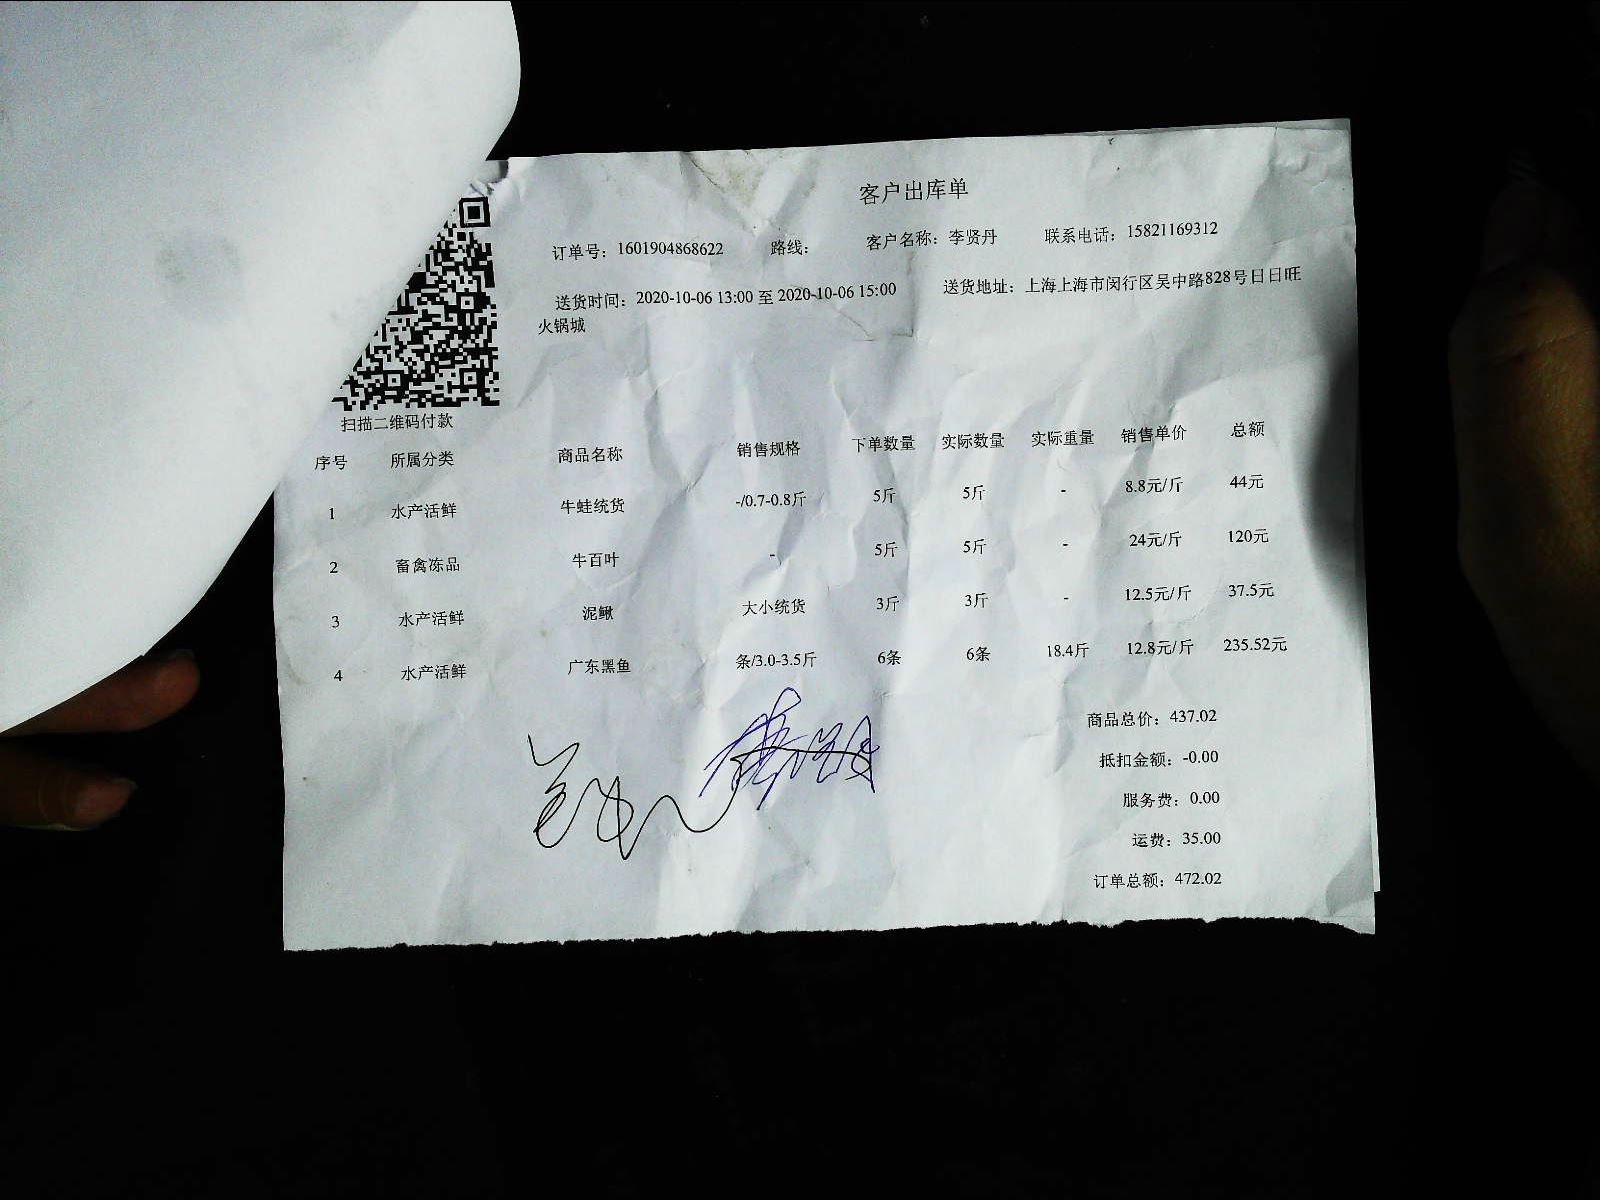 客户出库单
订单号：1601904868622 路线： 客户名称：李贤丹 联系电话：15821169312
送货时间：2020-10-06 13:00 至 2020-10-06 15:00 送货地址：上海上海市闵行区吴中路828号日日旺
火锅城
扫描二维码付款
序号 所属分类 商品名称 销售规格 下单数量 实际数量 实际重量 销售单价 总额
1 水产活鲜 牛蛙统货 -/0.7-0.8斤 5斤 5斤 - 8.8元/斤 44元
2 畜禽冻品 牛百叶 - 5斤 5斤 - 24元/斤 120元
3 水产活鲜 泥鳅 大小统货 3斤 3斤 - 12.5元/斤 37.5元
4 水产活鲜 广东黑鱼 条/3.0-3.5斤 6条 6条 18.4斤 12.8元/斤 235.52元
商品总价：437.02
抵扣金额：-0.00
服务费：0.00
运费：35.00
订单总额：472.02